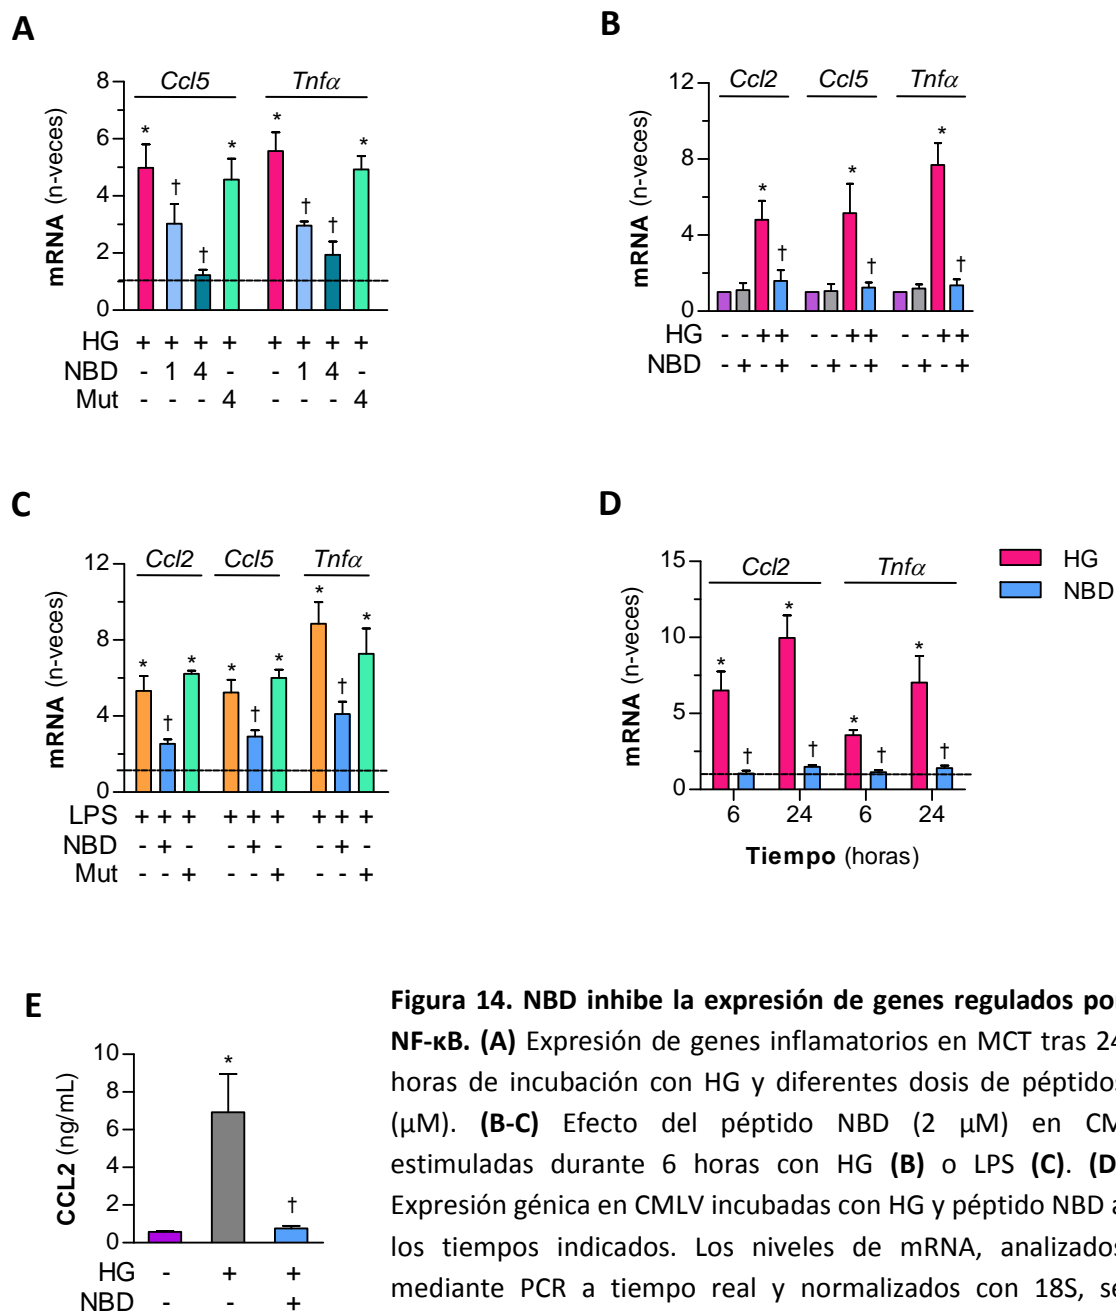 A
Ccl5 Tnfα
mRNA (n-veces)
8
6
4
2
0
* † † * * † † *
HG + + + + + + + +
NBD - 1 4 - - 1 4 -
Mut - - - 4 - - - 4
B
Ccl2 Ccl5 Tnfα
mRNA (n-veces)
12
8
4
0
* † * † * †
HG - - + + - - + + - - + +
NBD - + - + - + - + - + - +
C
Ccl2 Ccl5 Tnfα
mRNA (n-veces)
12
8
4
0
* † * * † * * † *
LPS + + + + + + + + +
NBD - + - - + - - + -
Mut - - + - - + - - +
D
Ccl2 Tnfα
mRNA (n-veces)
15
10
5
0
* † * † * † * †
6 24 6 24
Tiempo (horas)
HG
NBD
E
CCL2 (ng/mL)
10
8
6
4
2
0
* †
HG - + +
NBD - - +
Figura 14. NBD inhibe la expresión de genes regulados por
NF-κB. (A) Expresión de genes inflamatorios en MCT tras 24
horas de incubación con HG y diferentes dosis de péptidos
(μM). (B-C) Efecto del péptido NBD (2 μM) en CM
estimuladas durante 6 horas con HG (B) o LPS (C). (D)
Expresión génica en CMLV incubadas con HG y péptido NBD a
los tiempos indicados. Los niveles de mRNA, analizados
mediante PCR a tiempo real y normalizados con 18S, se